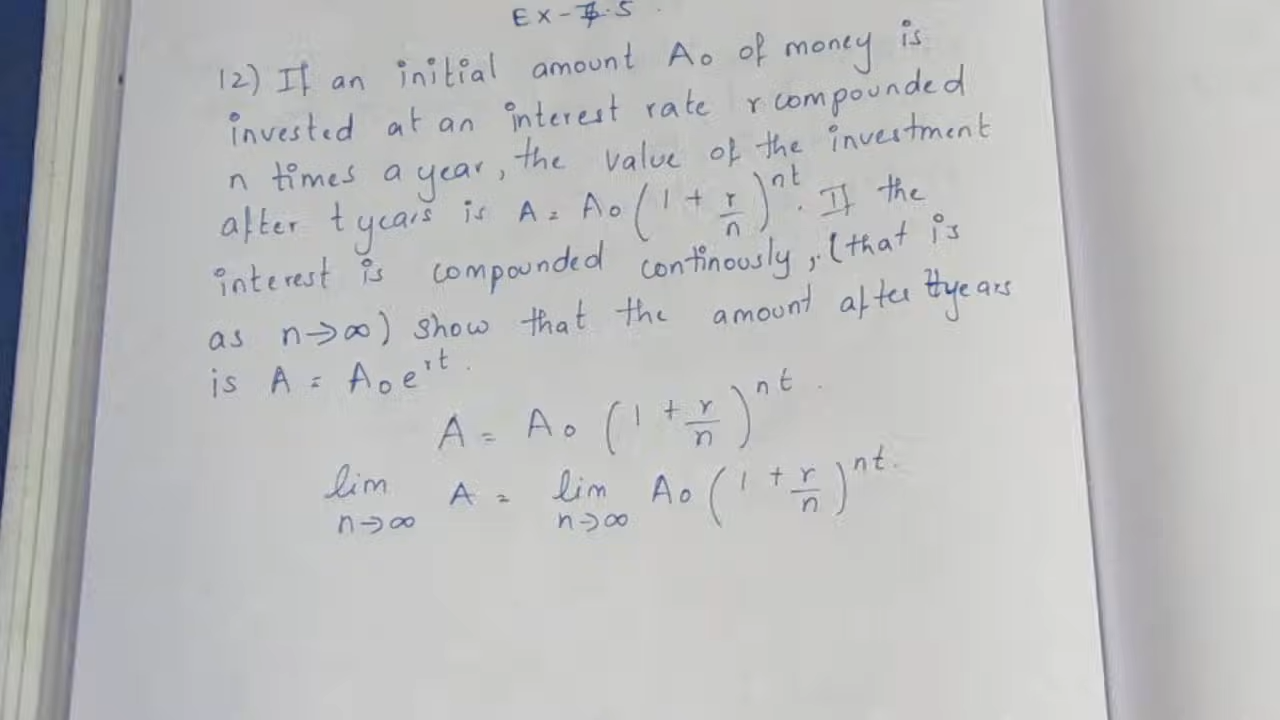 Ex - 7.5
12) If an initial amount A₀ of money is
invested at an interest rate r compounded
n times a year, the value of the investment
after t years is A = A₀ (1 + r/n)^nt. If the
interest is compounded continously, (that is
as n→∞) show that the amount after t years
is A = A₀e^rt.
A = A₀ (1 + r/n)^nt.
lim n→∞ A = lim n→∞ A₀ (1 + r/n)^nt.